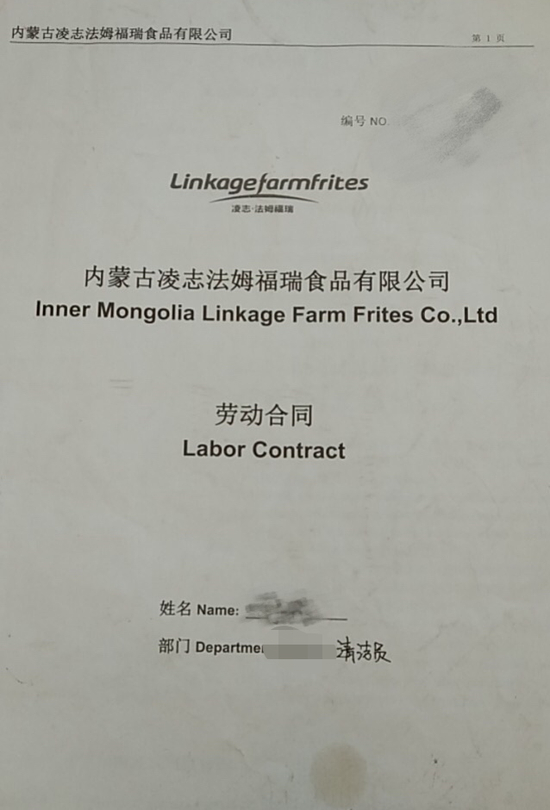 内蒙古凌志法姆福瑞食品有限公司 第 1 页
编号 NO.
Linkagefarmfrites
凌志·法姆福瑞
内蒙古凌志法姆福瑞食品有限公司
Inner Mongolia Linkage Farm Frites Co.,Ltd
劳动合同
Labor Contract
姓名 Name:
部门 Departme 清洁员